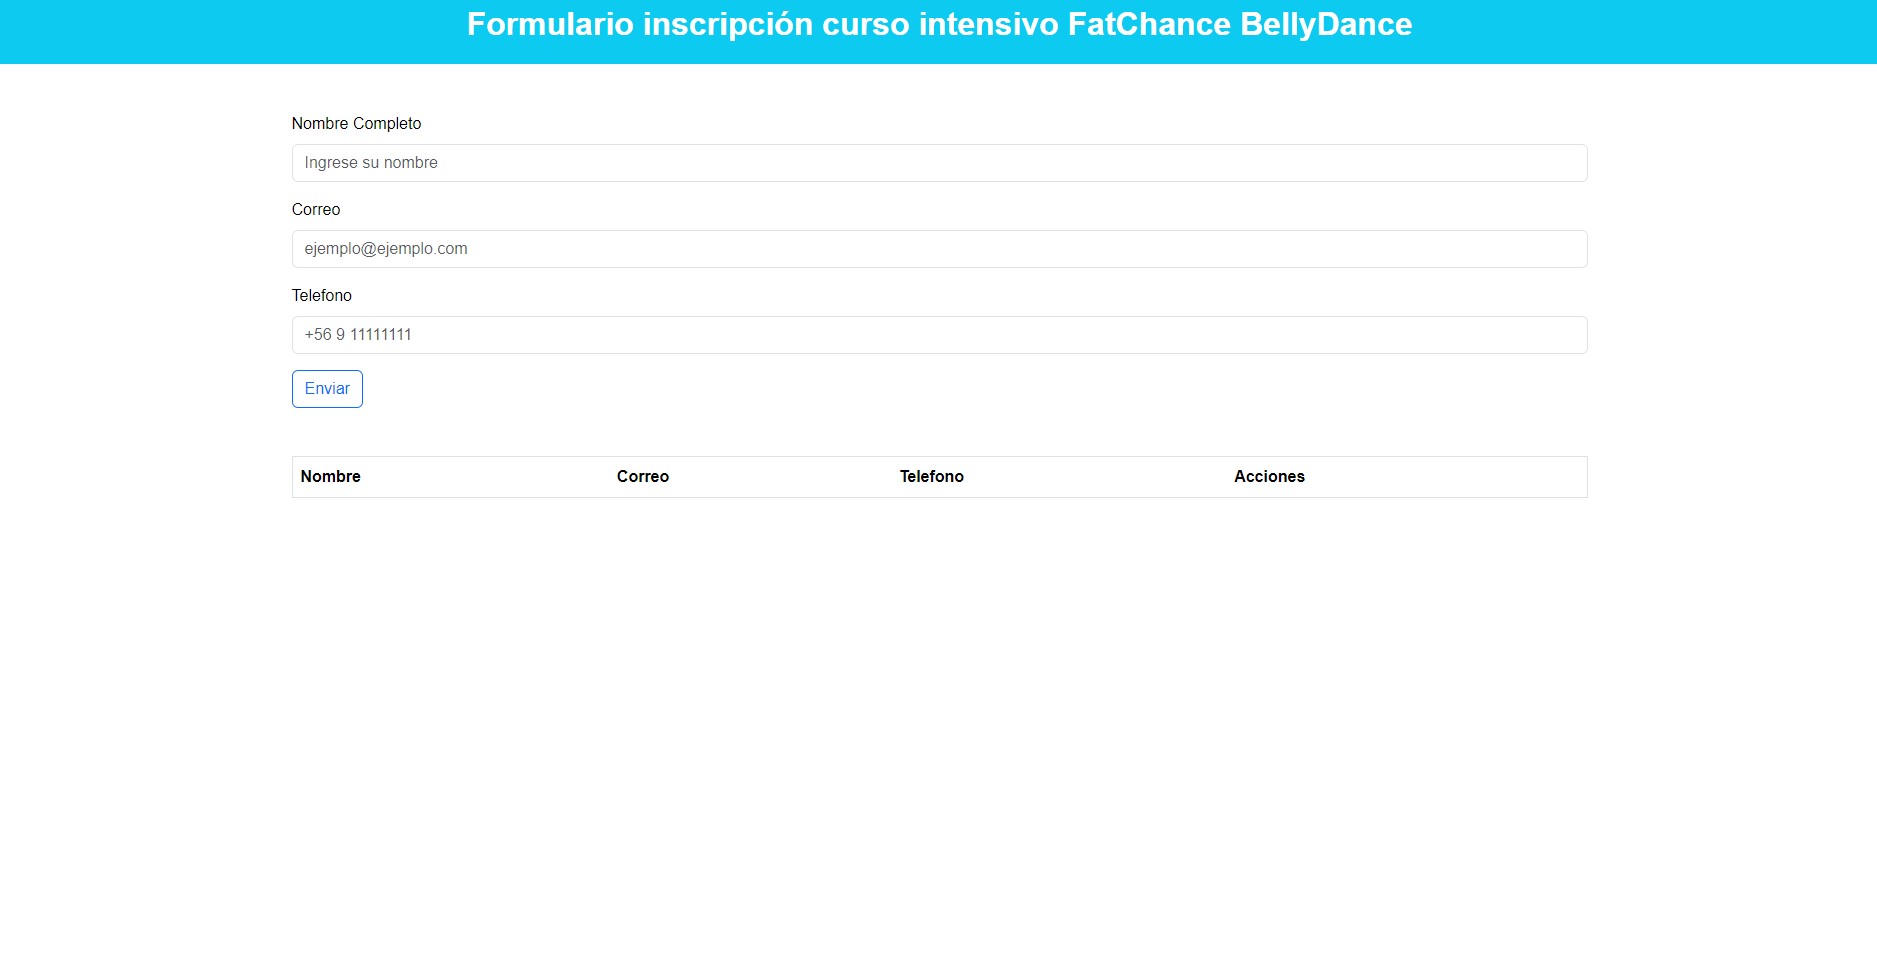 Formulario inscripción curso intensivo FatChance BellyDance
Nombre Completo
Ingrese su nombre
Correo
ejemplo@ejemplo.com
Telefono
+56 9 11111111
Enviar
Nombre Correo Telefono Acciones